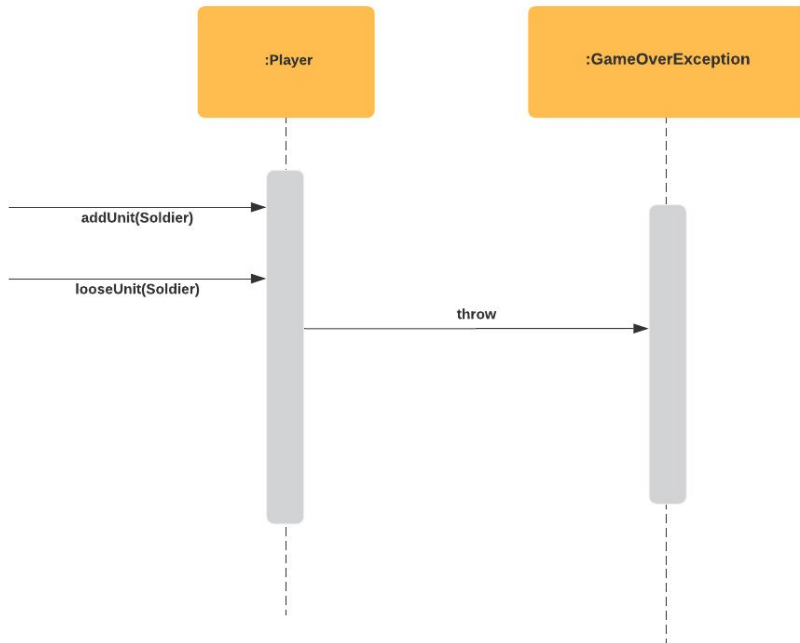 :Player
:GameOverException
addUnit(Soldier)
looseUnit(Soldier)
throw